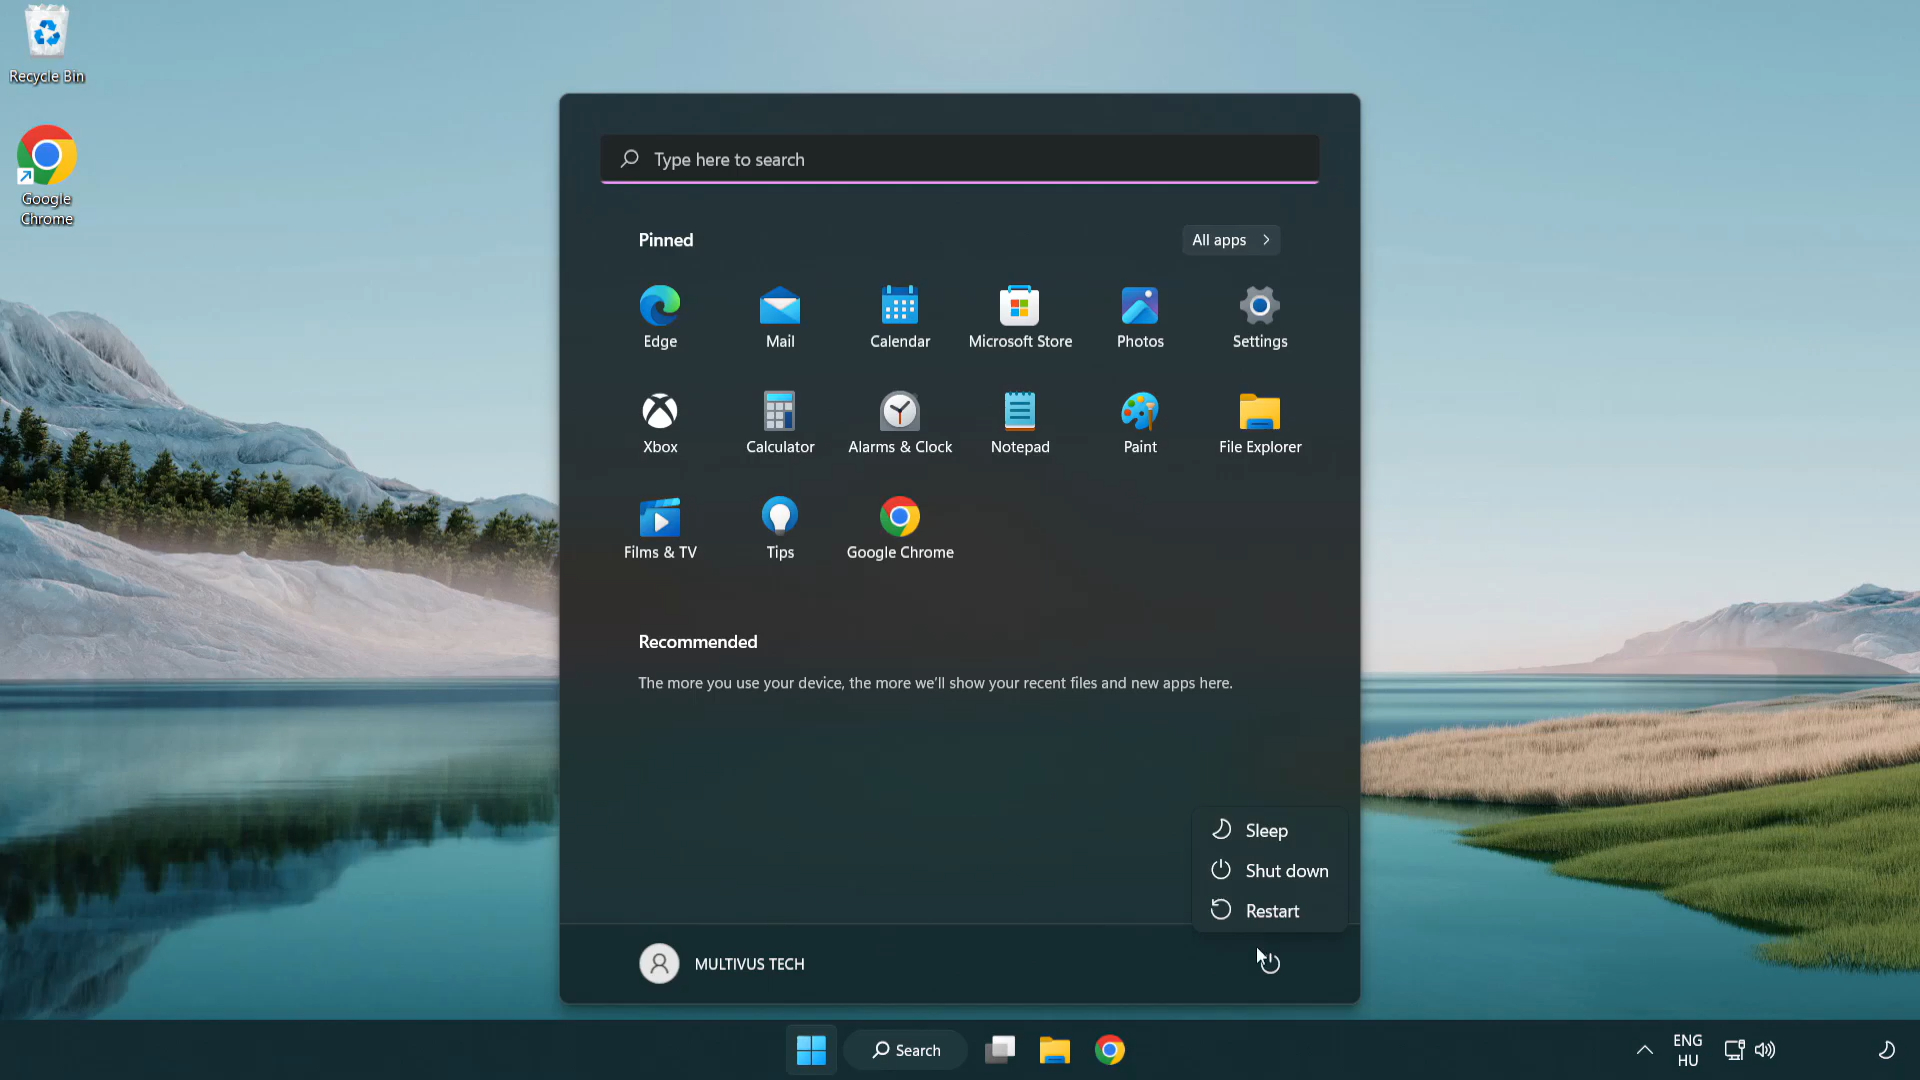 Recycle Bin
Google
Chrome
Type here to search
Pinned
All apps
Edge
Mail
Calendar
Microsoft Store
Photos
Settings
Xbox
Calculator
Alarms & Clock
Notepad
Paint
File Explorer
Films & TV
Tips
Google Chrome
Recommended
The more you use your device, the more we'll show your recent files and new apps here.
Sleep
Shut down
Restart
MULTIVUS TECH
Search
ENG
HU